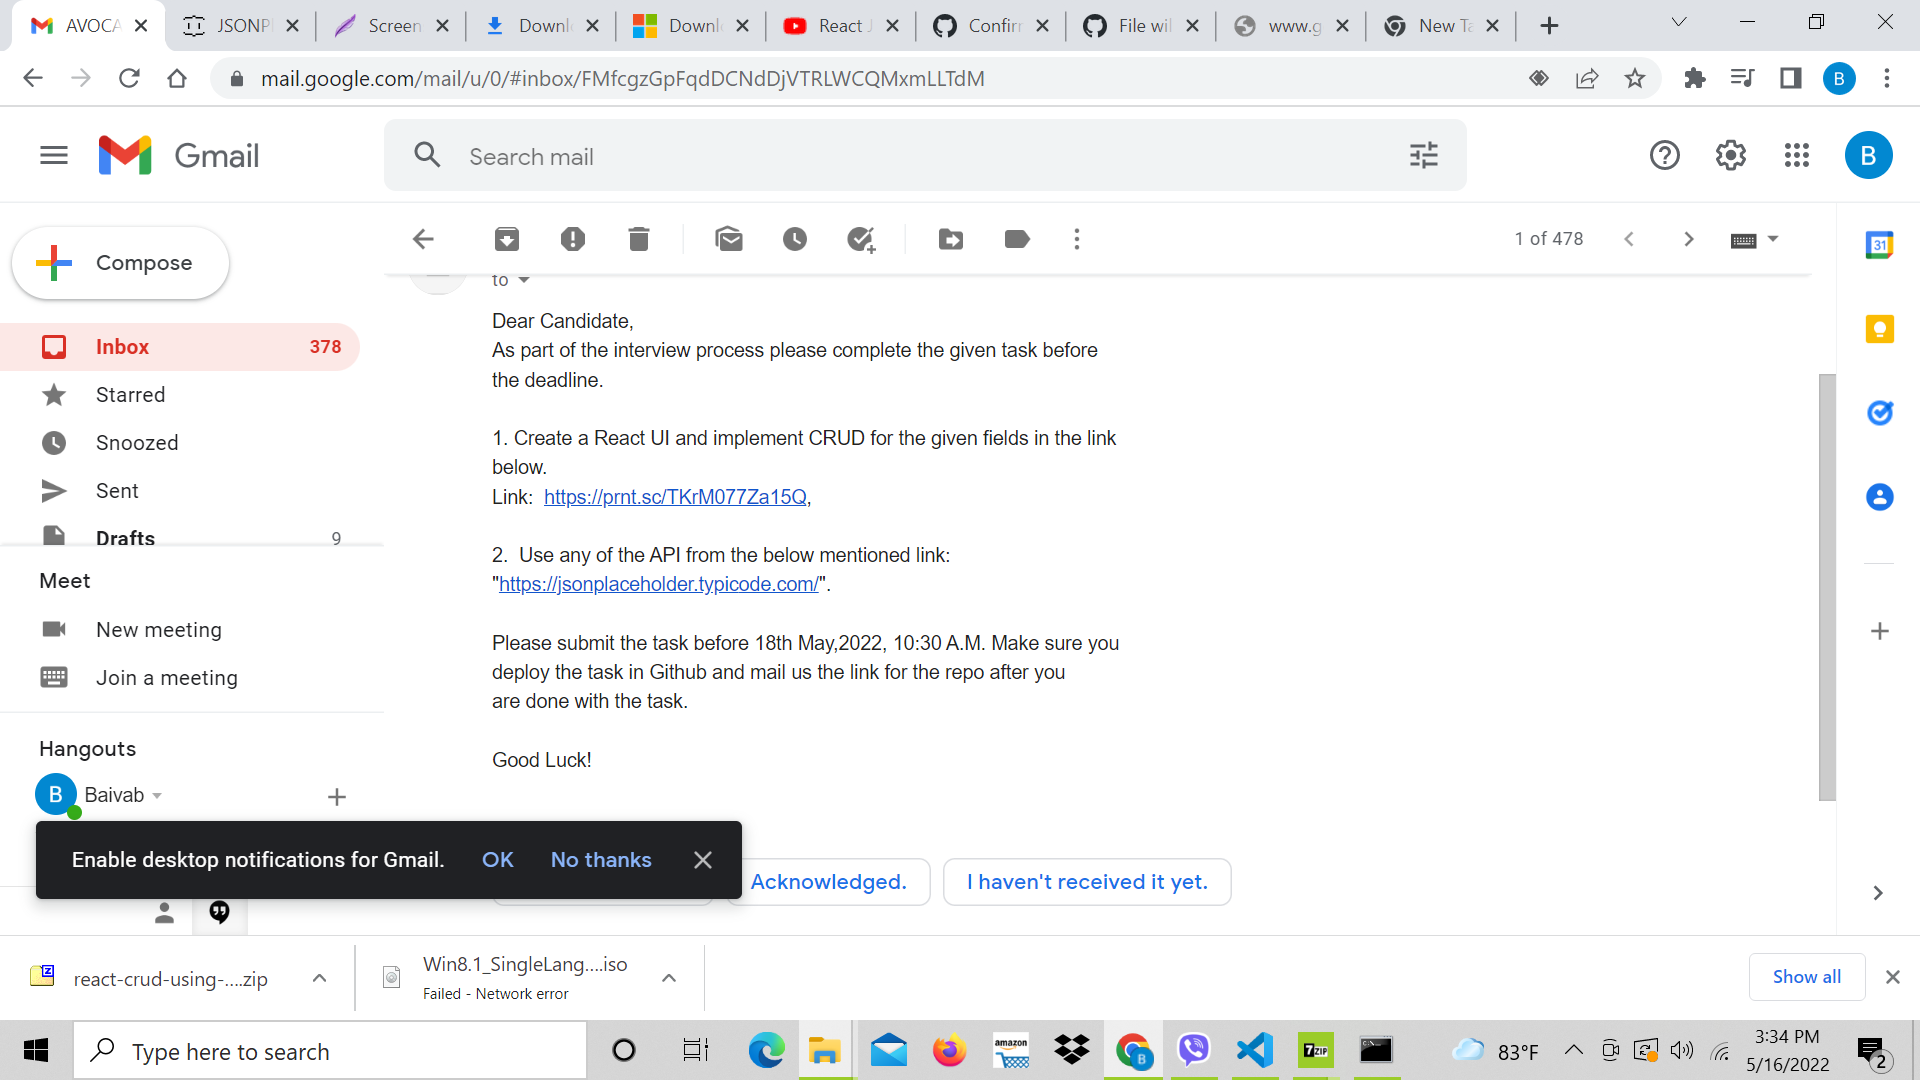 AVOCA
JSONP
Screen
Downl
Downl
React J
Confirm
File wil
www.g
New Ta
mail.google.com/mail/u/0/#inbox/FMfcgzGpFqdDCNdDjVTRLWCQMxmLLTdM
B
Gmail
Search mail
B
Compose
1 of 478
31
to
Inbox 378
Starred
Snoozed
Sent
Drafts 9
Meet
New meeting
Join a meeting
Hangouts
B Baivab
Dear Candidate,
As part of the interview process please complete the given task before
the deadline.
1. Create a React UI and implement CRUD for the given fields in the link
below.
Link: https://prnt.sc/TKrM077Za15Q,
2. Use any of the API from the below mentioned link:
"https://jsonplaceholder.typicode.com/".
Please submit the task before 18th May,2022, 10:30 A.M. Make sure you
deploy the task in Github and mail us the link for the repo after you
are done with the task.
Good Luck!
Enable desktop notifications for Gmail. OK No thanks
Acknowledged.
I haven't received it yet.
react-crud-using-....zip
Win8.1_SingleLang....iso
Failed - Network error
Show all
Type here to search
amazon
B
7ZIP
83°F
3:34 PM
5/16/2022
2